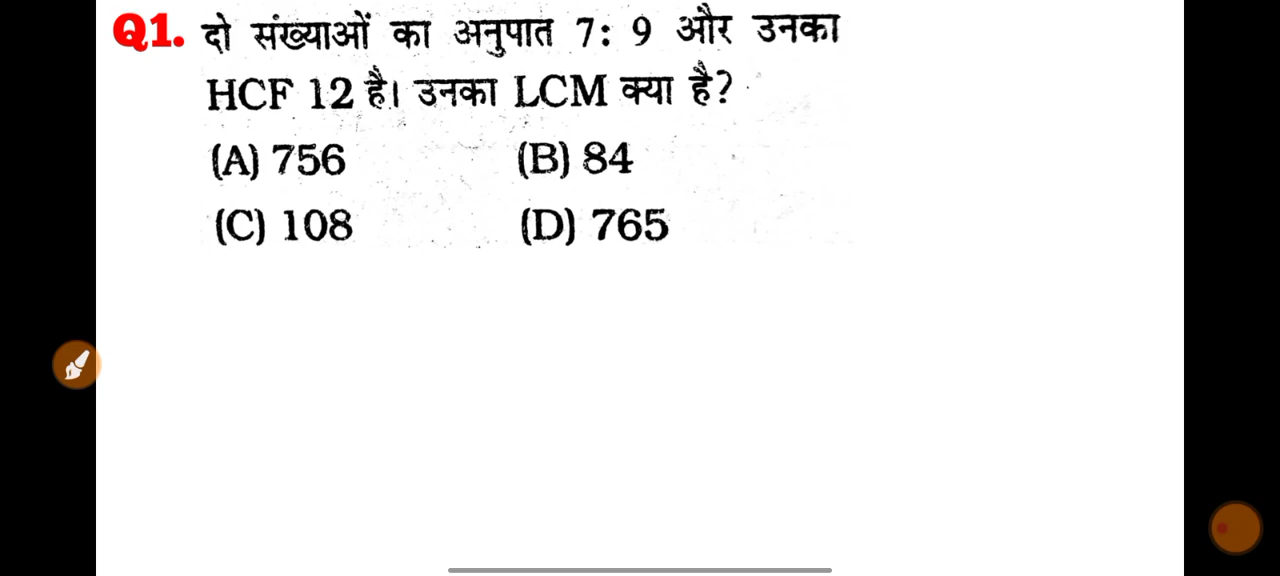 Q1. दो संख्याओं का अनुपात 7: 9 और उनका
HCF 12 है। उनका LCM क्या है?
(A) 756 (B) 84
(C) 108 (D) 765